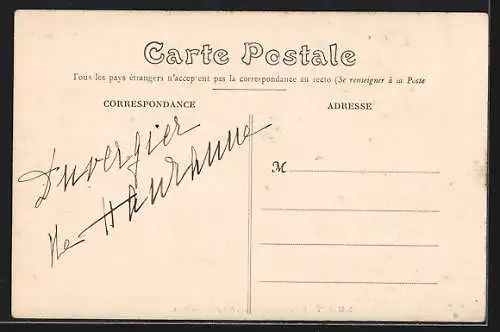 Carte Postale
Tous les pays étrangers n'acceptent pas la correspondance au recto (Se renseigner à la Poste
CORRESPONDANCE
ADRESSE
Duvergier
de Hauranne
M